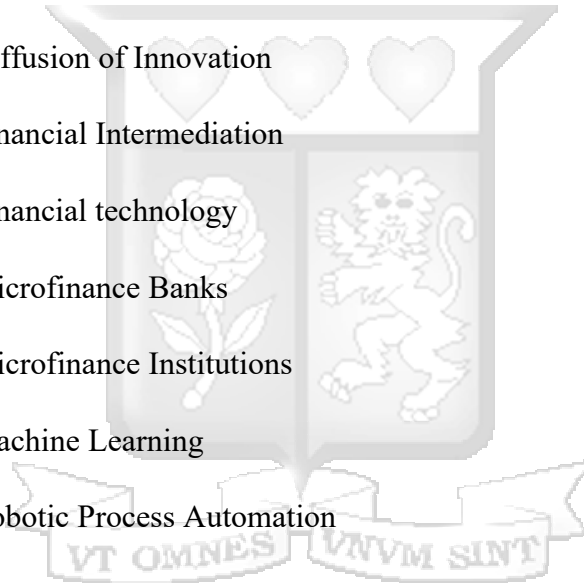 ffusion of Innovation
nancial Intermediation
nancial technology
icrofinance Banks
icrofinance Institutions
achine Learning
obotic Process Automation
VT OMNES VNVM SINT